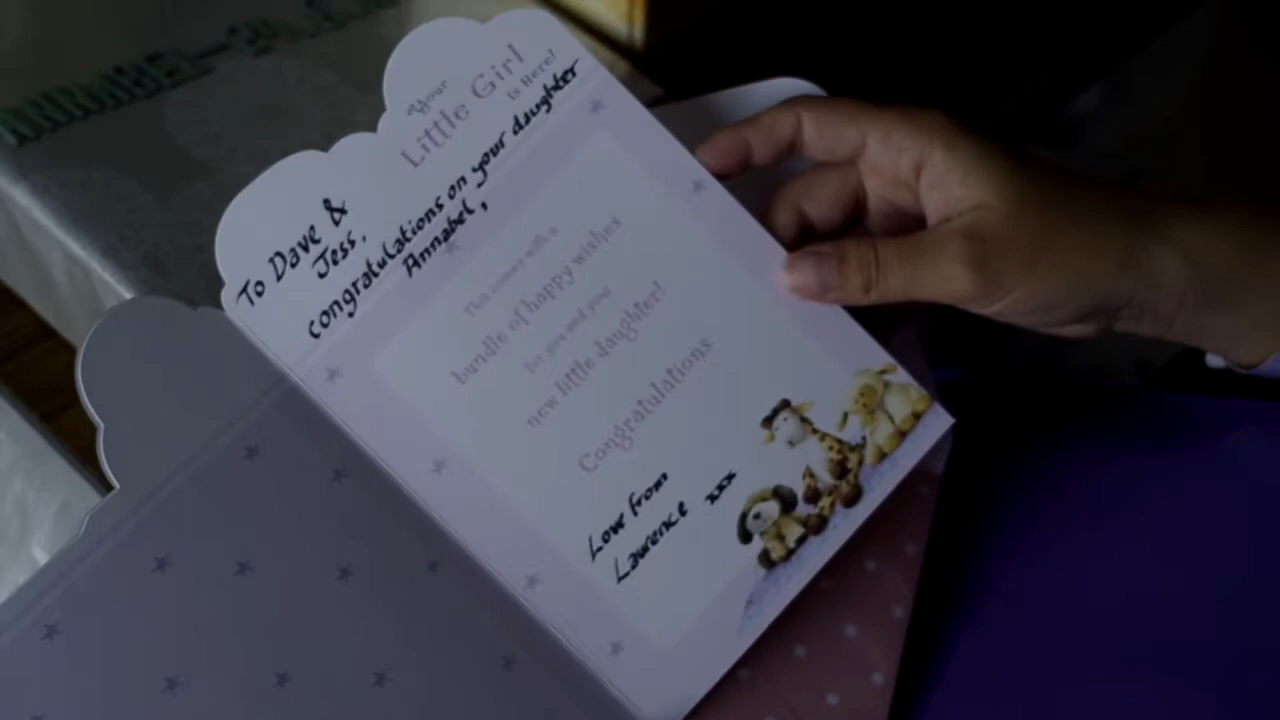 Your
Little Girl
is Here!
To Dave &
Jess,
congratulations on your daughter
Annabel,
This comes with a
bundle of happy wishes
for you and your
new little daughter!
Congratulations
Love from
Lawrence xxx